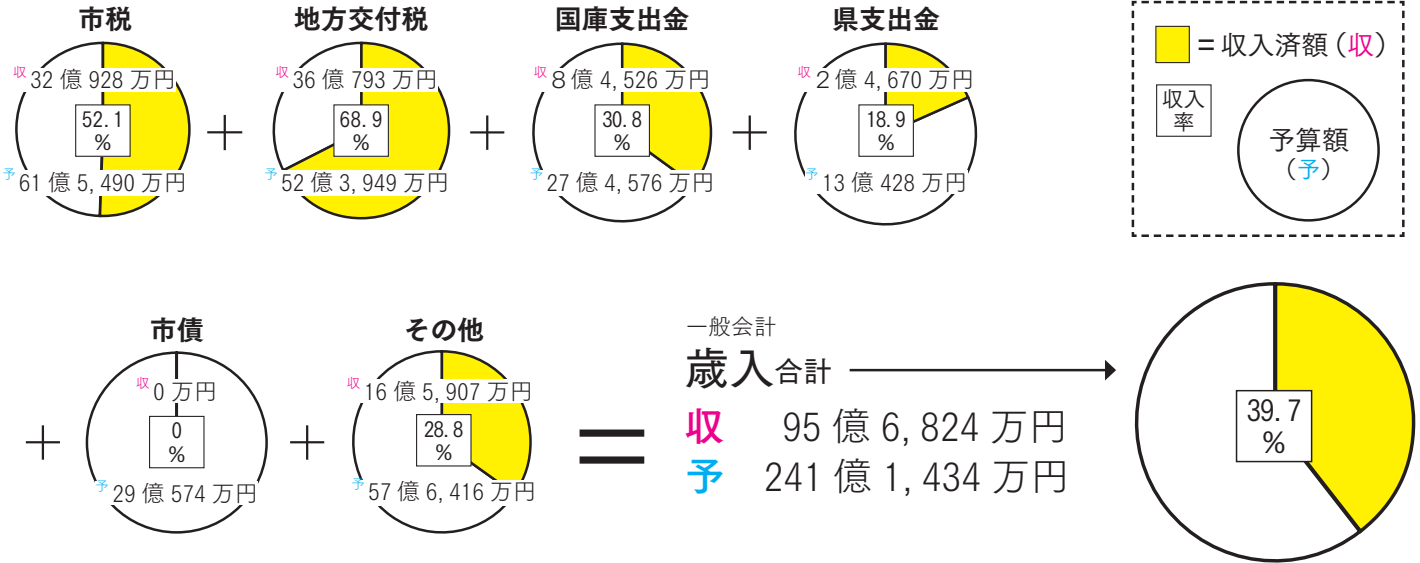 市税
収 32 億 928 万円
52.1
%
予 61 億 5,490 万円
+
地方交付税
収 36 億 793 万円
68.9
%
予 52 億 3,949 万円
+
国庫支出金
収 8 億 4,526 万円
30.8
%
予 27 億 4,576 万円
+
県支出金
収 2 億 4,670 万円
18.9
%
予 13 億 428 万円
= 収入済額 (収)
収入
率
予算額
(予)
+
市債
収 0 万円
0
%
予 29 億 574 万円
+
その他
収 16 億 5,907 万円
28.8
%
予 57 億 6,416 万円
=
一般会計
歳入合計
収 95 億 6,824 万円
予 241 億 1,434 万円
39.7
%